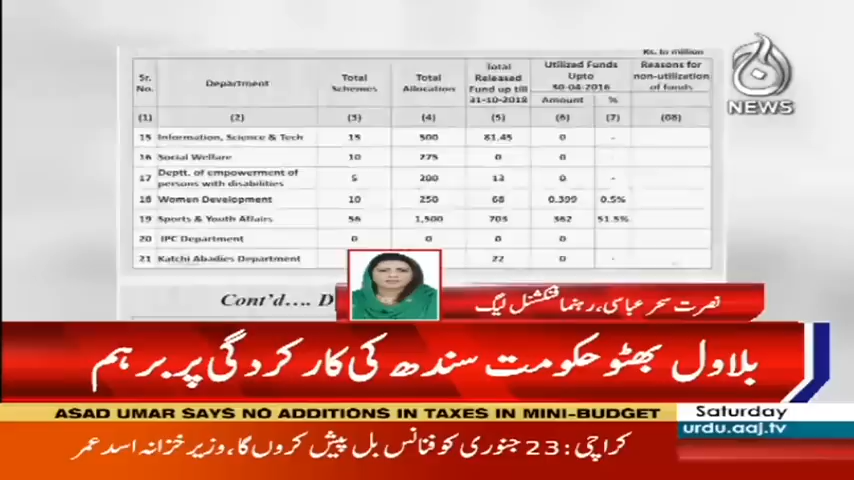 Rs. In million
Sr. No. Department Total Schemes Total Allocation Total Released Fund up till 31-10-2018 Utilized Funds Upto 30-04-2016 Reasons for non-utilization of funds
Amount %
(1) (2) (3) (4) (5) (6) (7) (08)
15 Information, Science & Tech 15 500 81.45 0 -
16 Social Welfare 10 775 0 0 -
17 Deptt. of empowerment of persons with disabilities 5 200 13 0 -
18 Women Development 10 250 68 0.399 0.5%
19 Sports & Youth Affairs 56 1,500 703 362 51.5%
20 IPC Department 0 0 0 0
21 Katchi Abadies Department 22 0 -
Cont'd…. D
NEWS
نصرت سحر عباسی، رہنما فنکشنل لیگ
بلاول بھٹو حکومت سندھ کی کارکردگی پر برہم
ASAD UMAR SAYS NO ADDITIONS IN TAXES IN MINI-BUDGET
Saturday
urdu.aaj.tv
کراچی: 23 جنوری کو فنانس بل پیش کروں گا، وزیر خزانہ اسد عمر